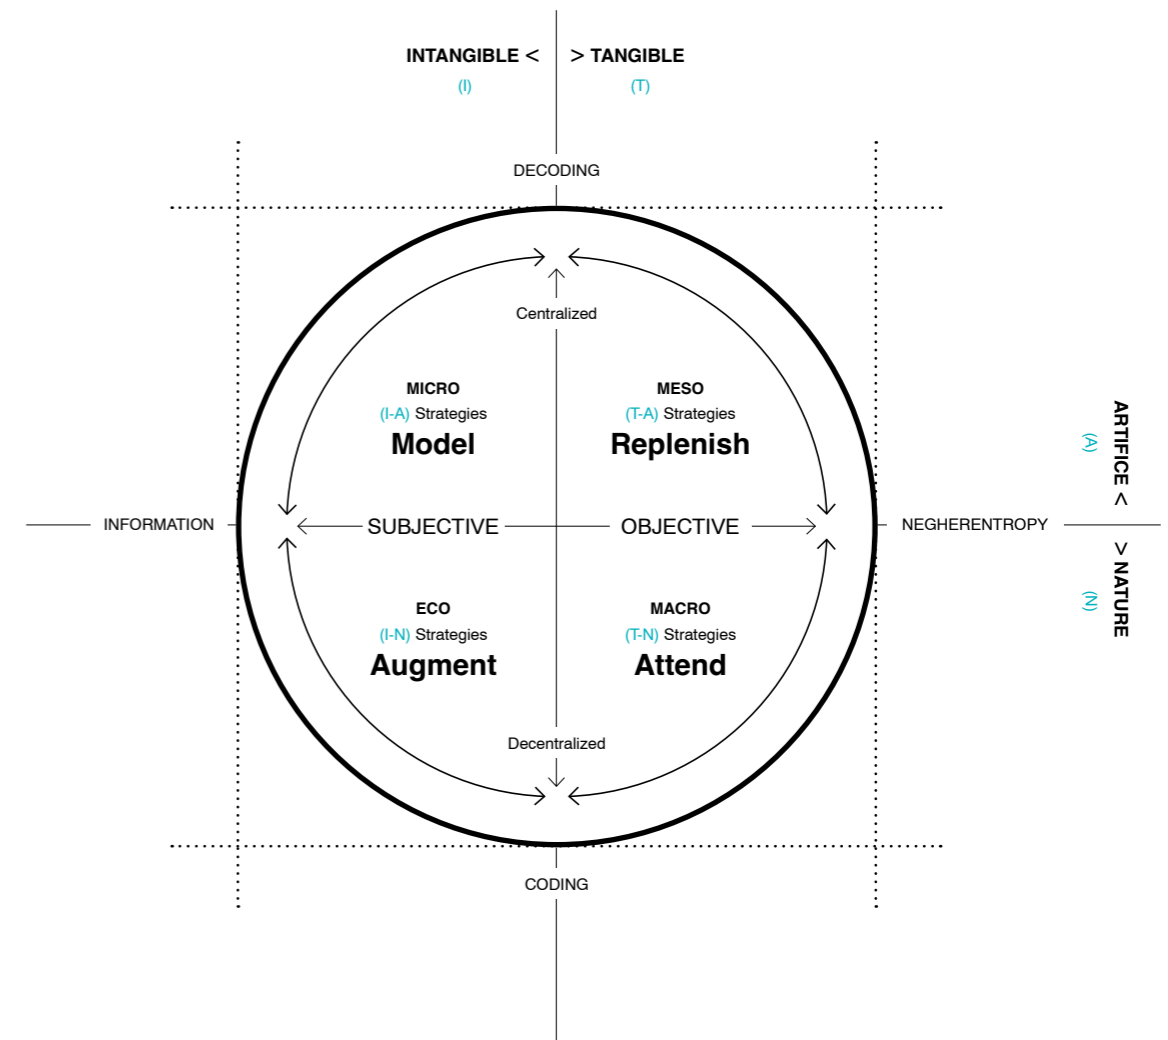 INTANGIBLE <
> TANGIBLE
(I)
(T)
DECODING
Centralized
MICRO
(I-A) Strategies
Model
MESO
(T-A) Strategies
Replenish
ARTIFICE <
(A)
INFORMATION
SUBJECTIVE
OBJECTIVE
NEGHERENTROPY
> NATURE
(N)
ECO
(I-N) Strategies
Augment
MACRO
(T-N) Strategies
Attend
Decentralized
CODING